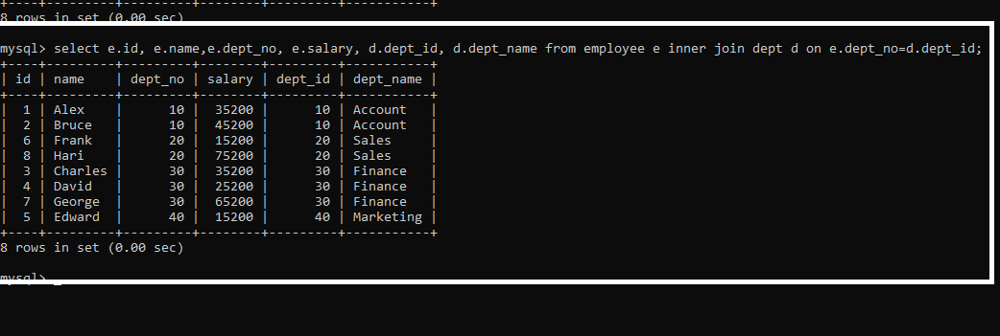 +----+---------+---------+--------+---------+-----------+
8 rows in set (0.00 sec)
mysql> select e.id, e.name,e.dept_no, e.salary, d.dept_id, d.dept_name from employee e inner join dept d on e.dept_no=d.dept_id;
+----+---------+---------+--------+---------+-----------+
| id | name    | dept_no | salary | dept_id | dept_name |
+----+---------+---------+--------+---------+-----------+
|  1 | Alex    |      10 |  35200 |      10 | Account   |
|  2 | Bruce   |      10 |  45200 |      10 | Account   |
|  6 | Frank   |      20 |  15200 |      20 | Sales     |
|  8 | Hari    |      20 |  75200 |      20 | Sales     |
|  3 | Charles |      30 |  35200 |      30 | Finance   |
|  4 | David   |      30 |  25200 |      30 | Finance   |
|  7 | George  |      30 |  65200 |      30 | Finance   |
|  5 | Edward  |      40 |  15200 |      40 | Marketing |
+----+---------+---------+--------+---------+-----------+
8 rows in set (0.00 sec)
mysql> _